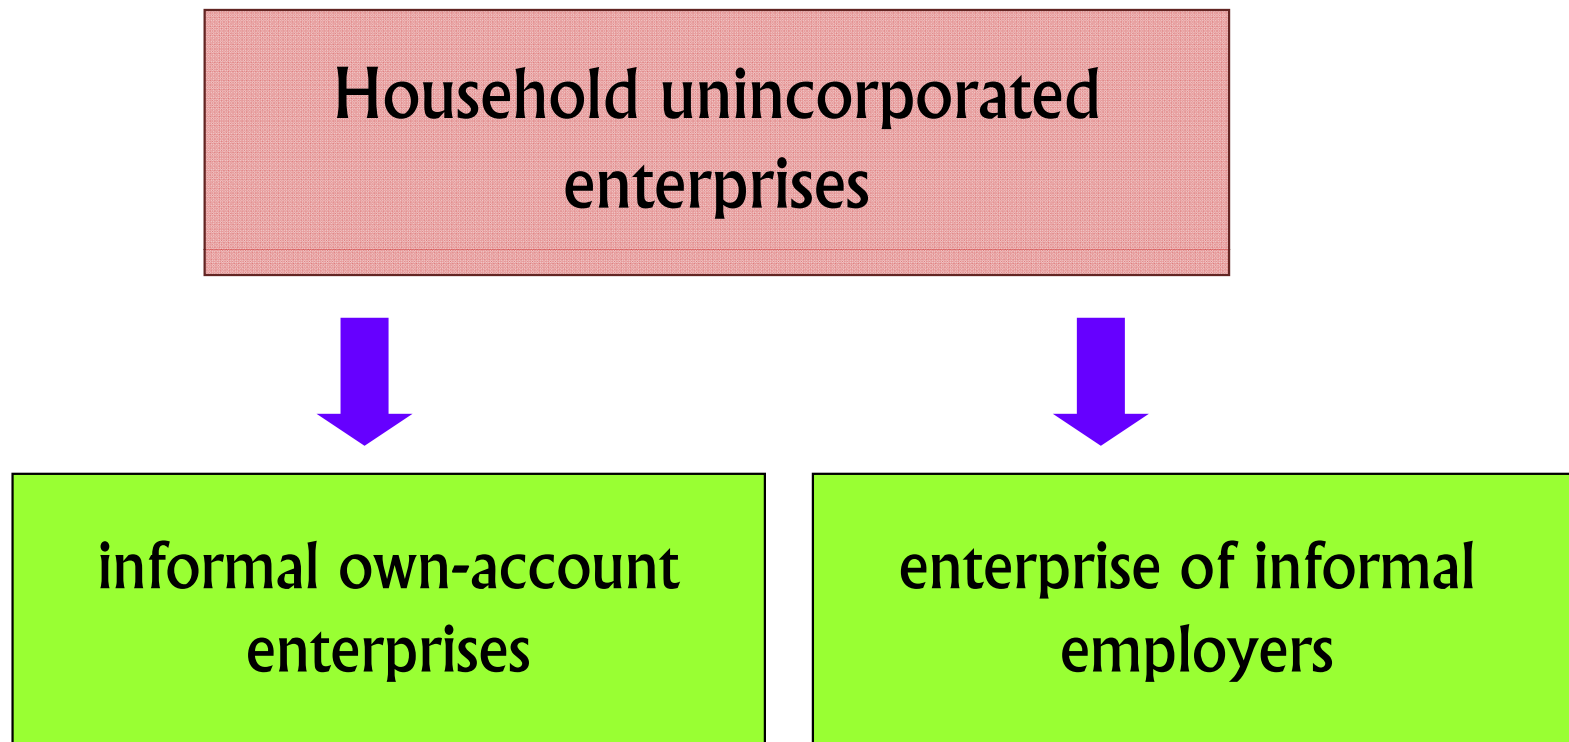 Household unincorporated
enterprises
informal own-account
enterprises
enterprise of informal
employers